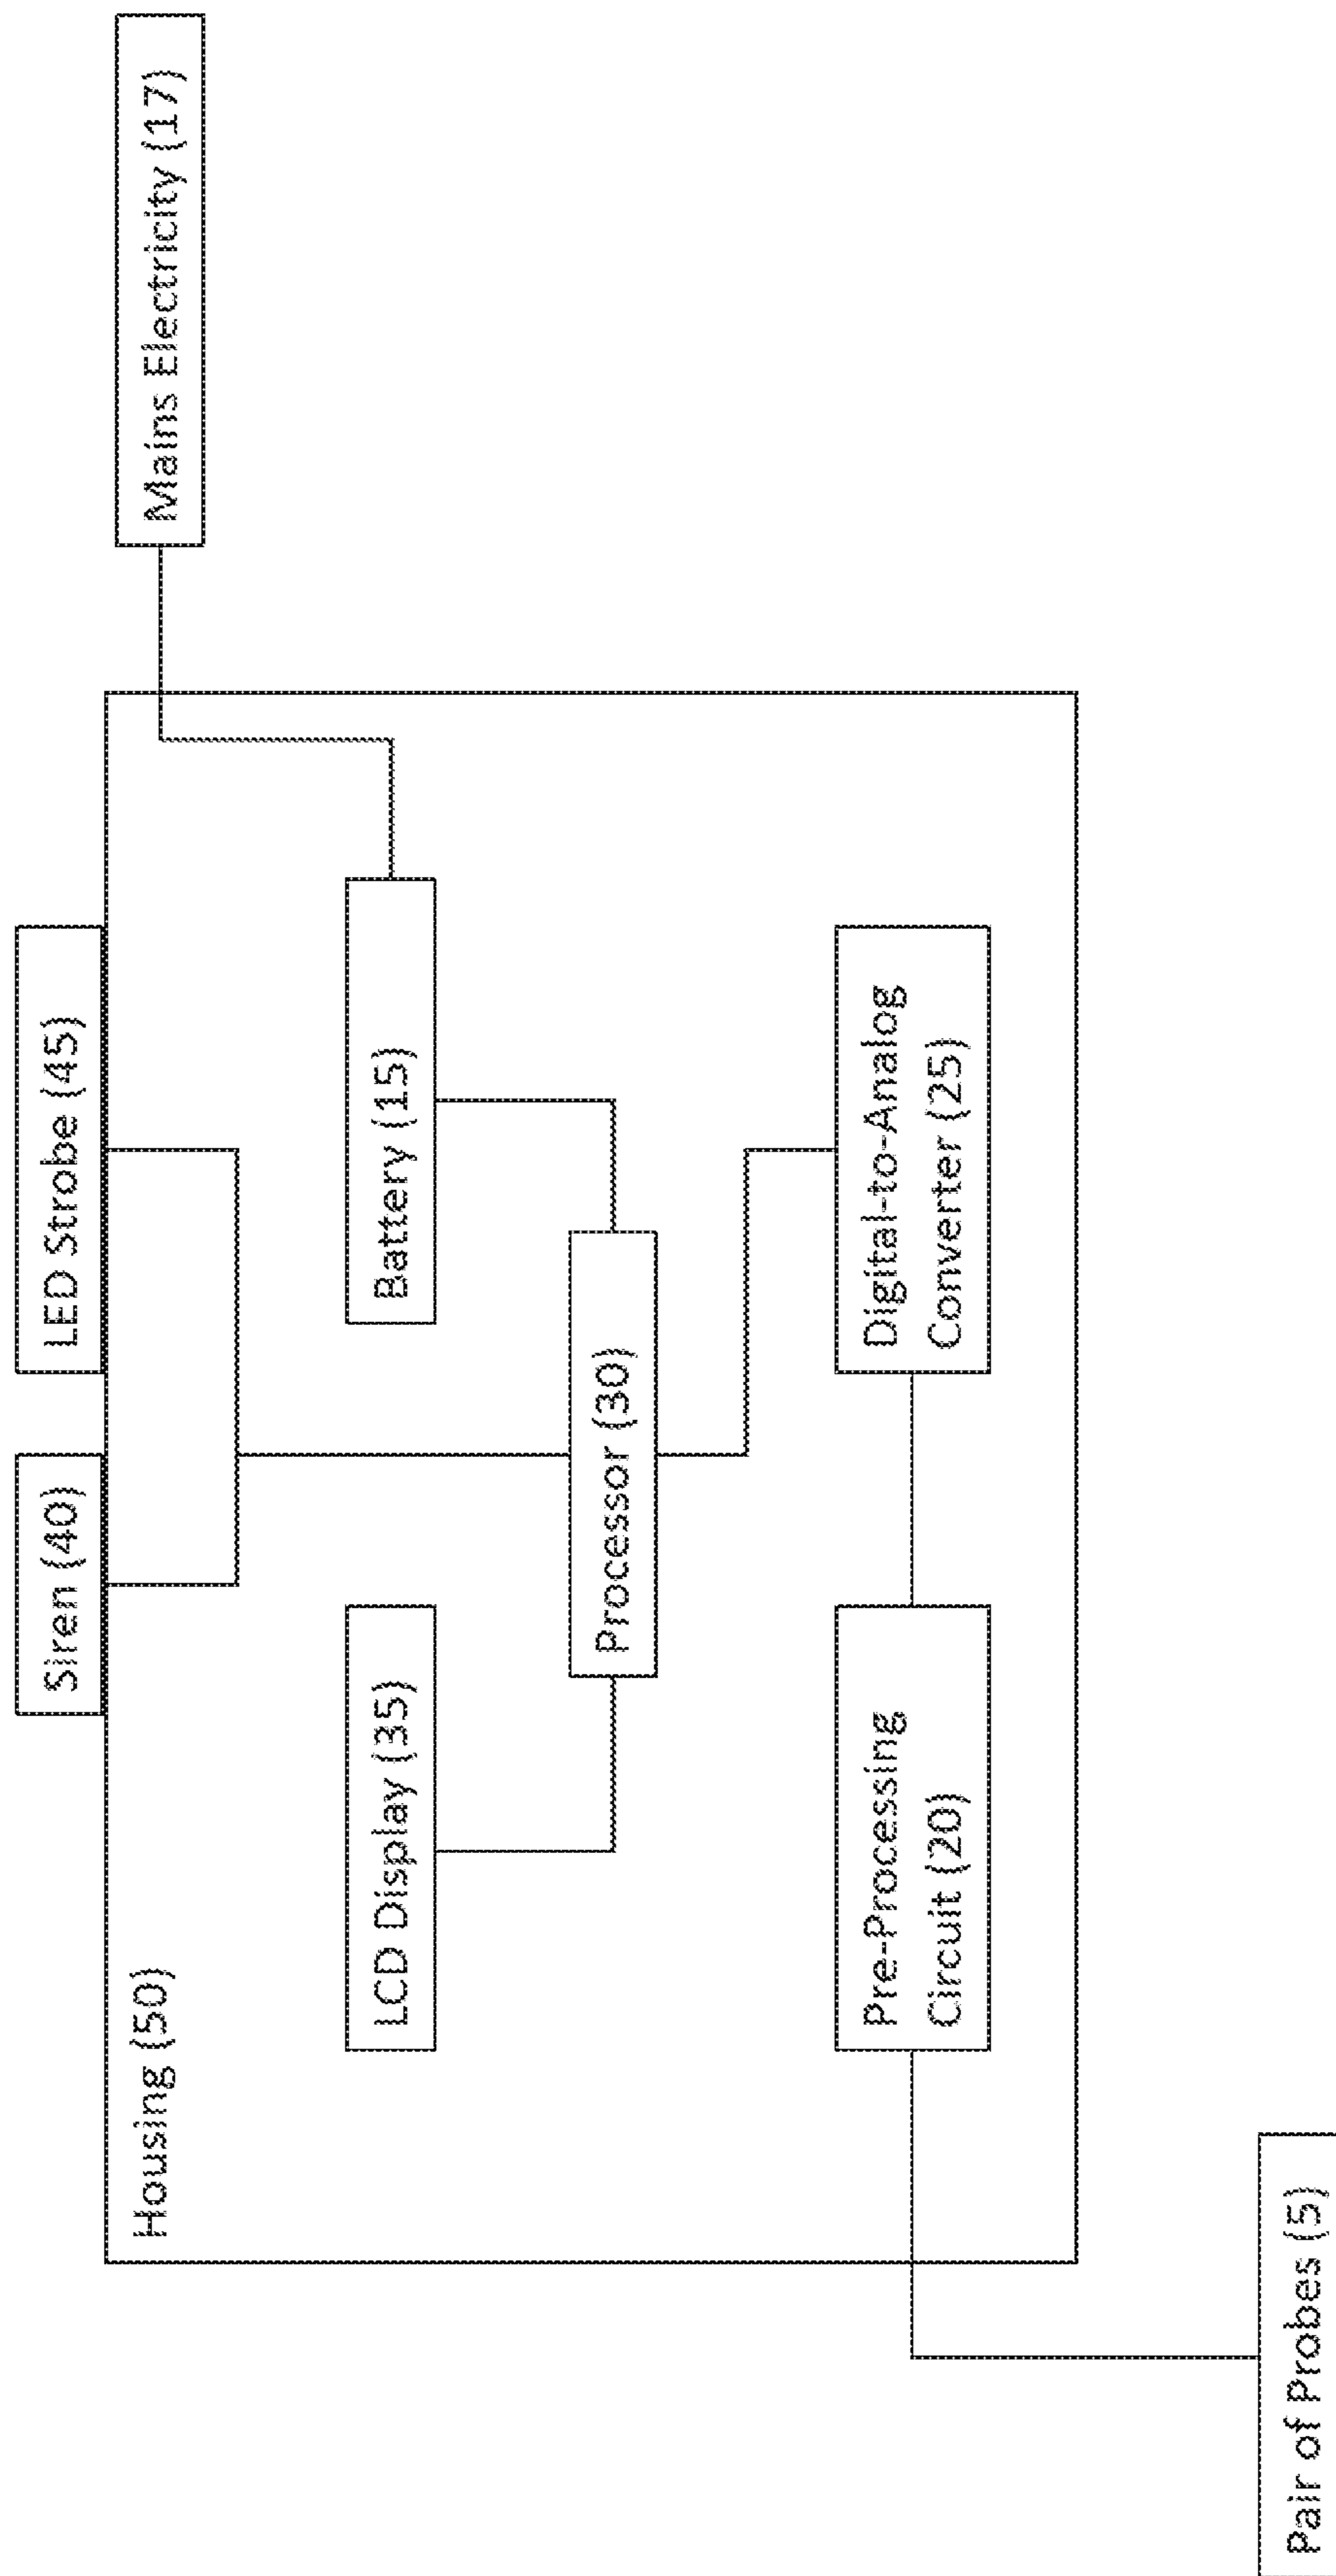 Siren (40)
LED Strobe (45)
Mains Electricity (17)
Housing (50)
LCD Display (35)
Battery (15)
Processor (30)
Pre-Processing
Circuit (20)
Digital-to-Analog
Converter (25)
Pair of Probes (5)